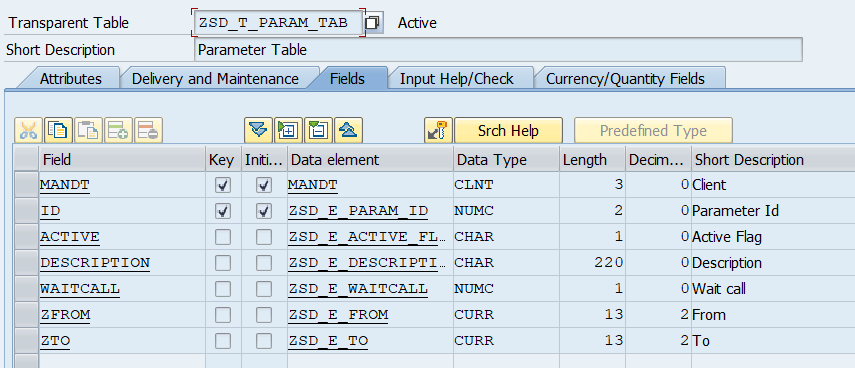 Transparent Table ZSD_T_PARAM_TAB Active
Short Description Parameter Table
Attributes Delivery and Maintenance Fields Input Help/Check Currency/Quantity Fields
Srch Help Predefined Type
Field Key Initi... Data element Data Type Length Decim... Short Description
MANDT MANDT CLNT 3 0 Client
ID ZSD_E_PARAM_ID NUMC 2 0 Parameter Id
ACTIVE ZSD_E_ACTIVE_FL... CHAR 1 0 Active Flag
DESCRIPTION ZSD_E_DESCRIPTI... CHAR 220 0 Description
WAITCALL ZSD_E_WAITCALL NUMC 1 0 Wait call
ZFROM ZSD_E_FROM CURR 13 2 From
ZTO ZSD_E_TO CURR 13 2 To